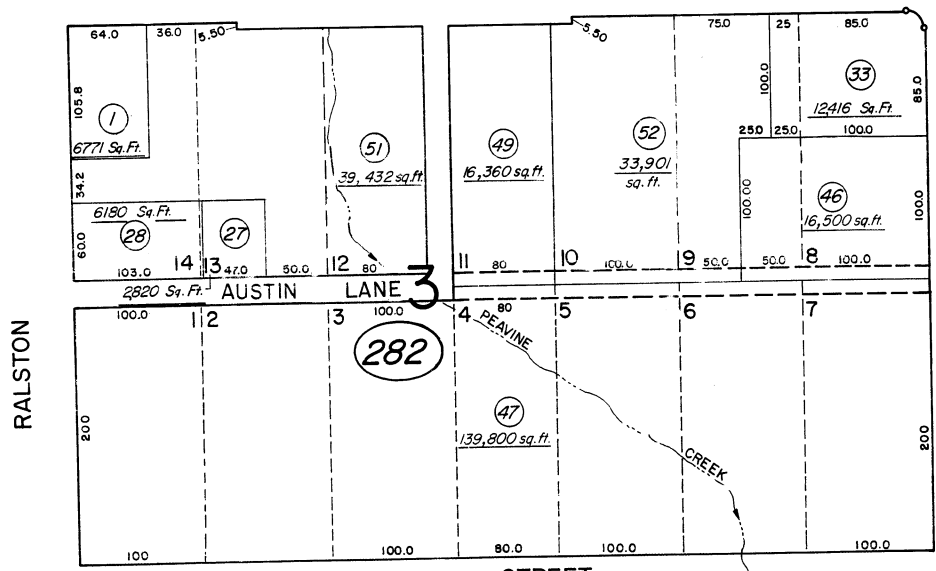 64.0 36.0 5.50 5.50 75.0 25 85.0
105.8
1
6771 Sq.Ft.
34.2
51
39,432 sq.ft.
49
16,360 sq.ft.
52
33,901
sq. ft.
100.0
33
12,416 Sq.Ft.
85.0
25.0 25.0 100.0
100.00
46
16,500 sq.ft.
100.0
6180 Sq.Ft.
60.0
28
27
103.0 14 13 47.0 50.0 12 80
11 80 10 100.0 9 50.0 50.0 8 100.0
2,820 Sq. Ft. AUSTIN LANE 3
100.0 1 2 3 100.0 4 80 5 6 7
282
PEAVINE
CREEK
RALSTON
200
47
139,800 sq.ft.
200
100 100.0 80.0 100.0 100.0
STREET